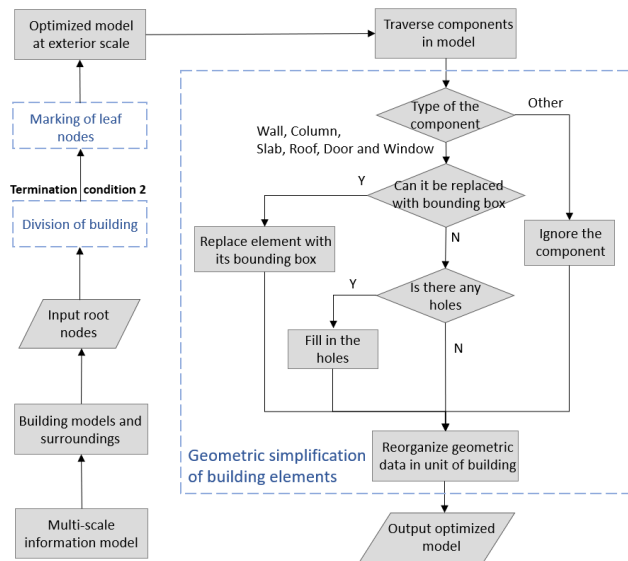 Optimized model
at exterior scale
Marking of leaf
nodes
Termination condition 2
Division of building
Input root
nodes
Building models and
surroundings
Multi-scale
information model
Traverse components
in model
Type of the
component
Other
Wall, Column,
Slab, Roof, Door and Window
Y
Can it be replaced
with bounding box
Replace element with
its bounding box
N
Ignore the
component
Is there any
holes
Y
Fill in the
holes
N
Geometric simplification
of building elements
Reorganize geometric
data in unit of building
Output optimized
model